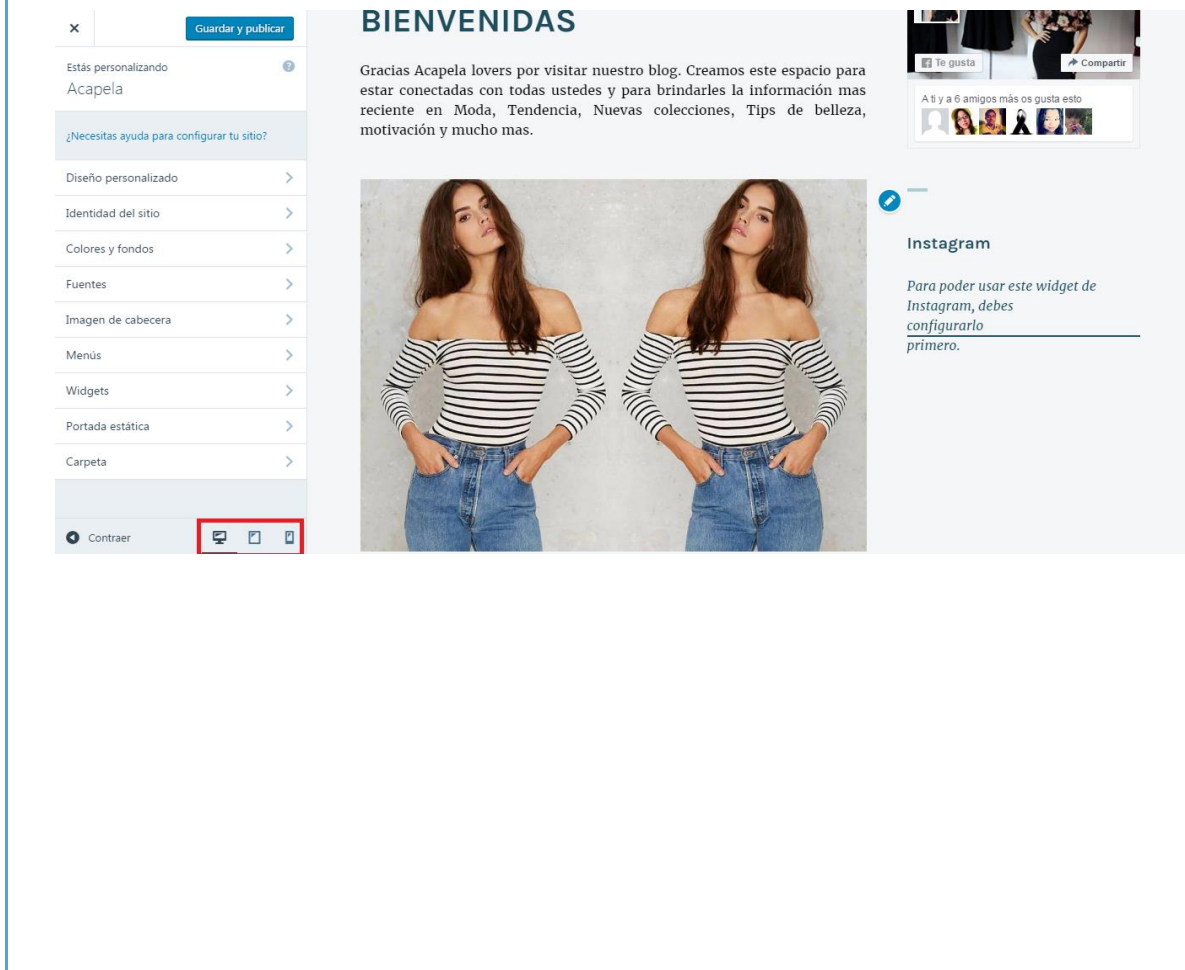 Guardar y publicar
Estás personalizando
Acapela
¿Necesitas ayuda para configurar tu sitio?
Diseño personalizado
Identidad del sitio
Colores y fondos
Fuentes
Imagen de cabecera
Menús
Widgets
Portada estática
Carpeta
Contraer
BIENVENIDAS
Gracias Acapela lovers por visitar nuestro blog. Creamos este espacio para
estar conectadas con todas ustedes y para brindarles la información mas
reciente en Moda, Tendencia, Nuevas colecciones, Tips de belleza,
motivación y mucho mas.
Te gusta
Compartir
A ti y a 6 amigos más os gusta esto
Instagram
Para poder usar este widget de
Instagram, debes
configurarlo
primero.